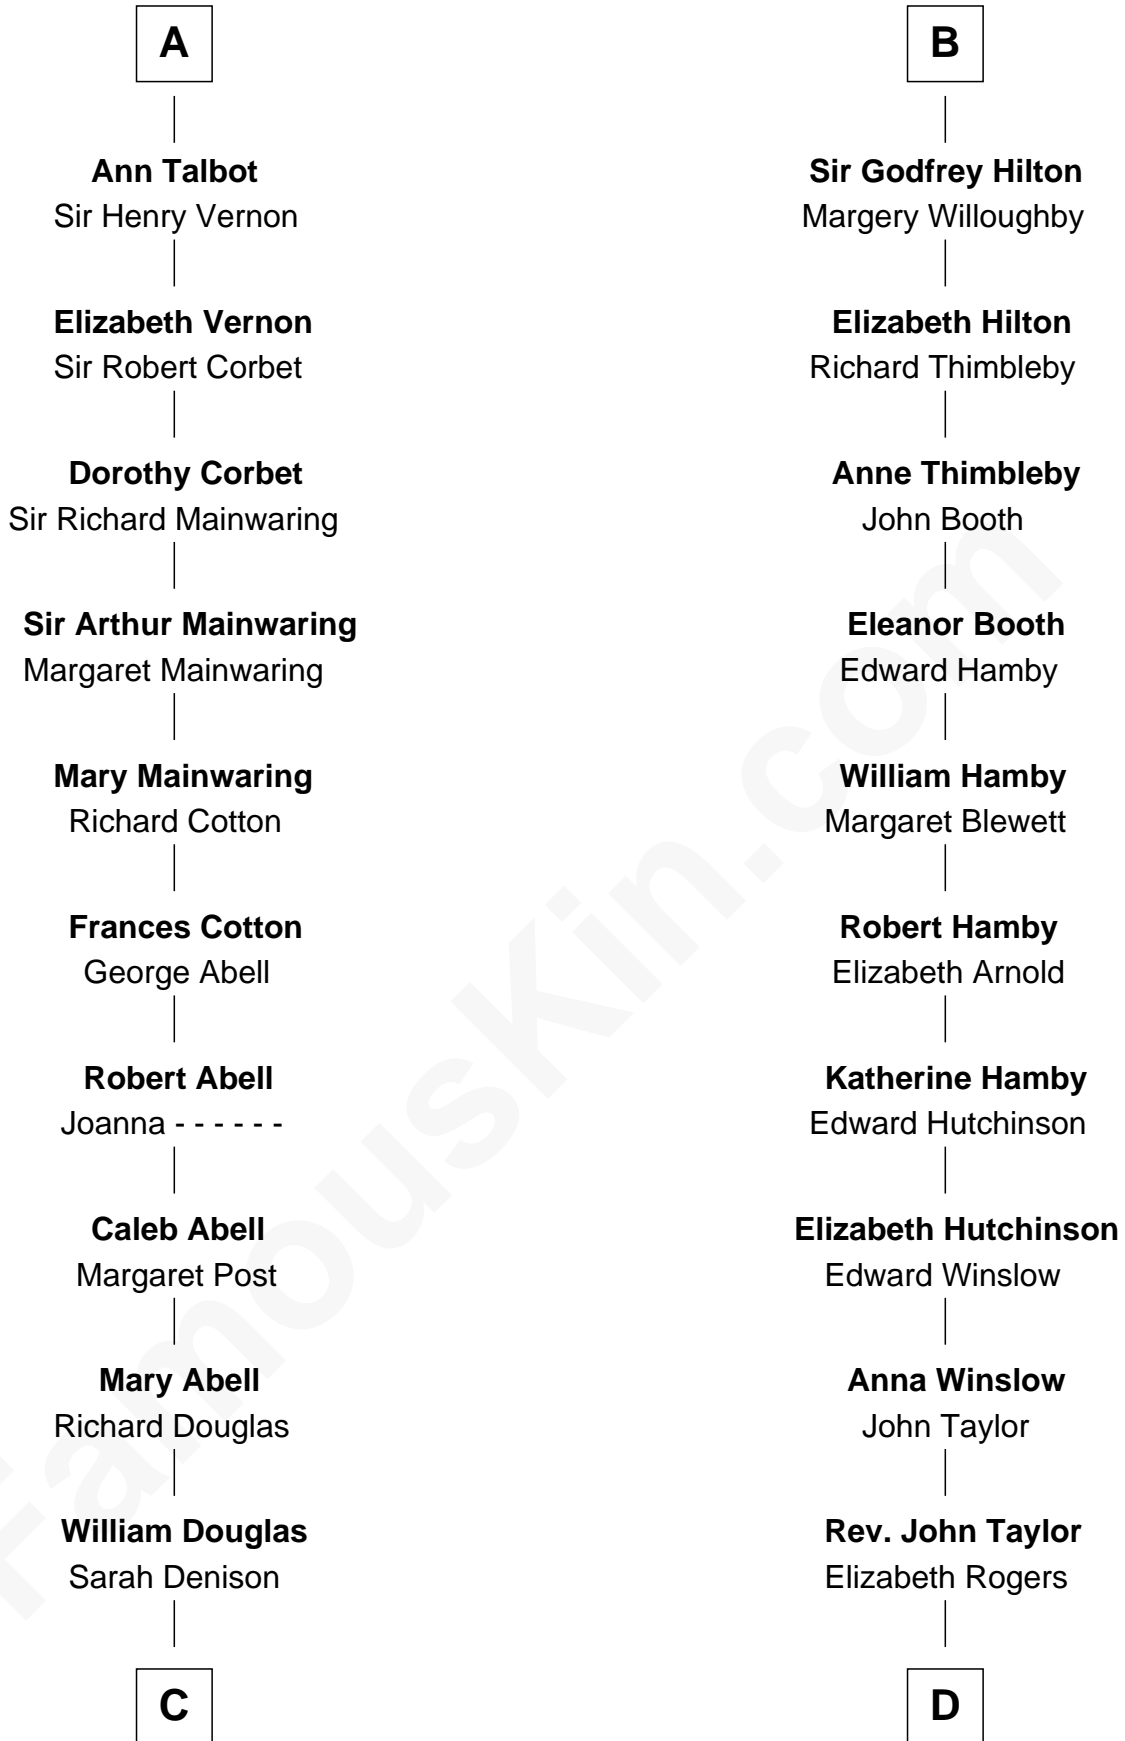 A
Ann Talbot
Sir Henry Vernon
Elizabeth Vernon
Sir Robert Corbet
Dorothy Corbet
Sir Richard Mainwaring
Sir Arthur Mainwaring
Margaret Mainwaring
Mary Mainwaring
Richard Cotton
Frances Cotton
George Abell
Robert Abell
Joanna - - - - - -
Caleb Abell
Margaret Post
Mary Abell
Richard Douglas
William Douglas
Sarah Denison
C
B
Sir Godfrey Hilton
Margery Willoughby
Elizabeth Hilton
Richard Thimbleby
Anne Thimbleby
John Booth
Eleanor Booth
Edward Hamby
William Hamby
Margaret Blewett
Robert Hamby
Elizabeth Arnold
Katherine Hamby
Edward Hutchinson
Elizabeth Hutchinson
Edward Winslow
Anna Winslow
John Taylor
Rev. John Taylor
Elizabeth Rogers
D
FamousKin.com